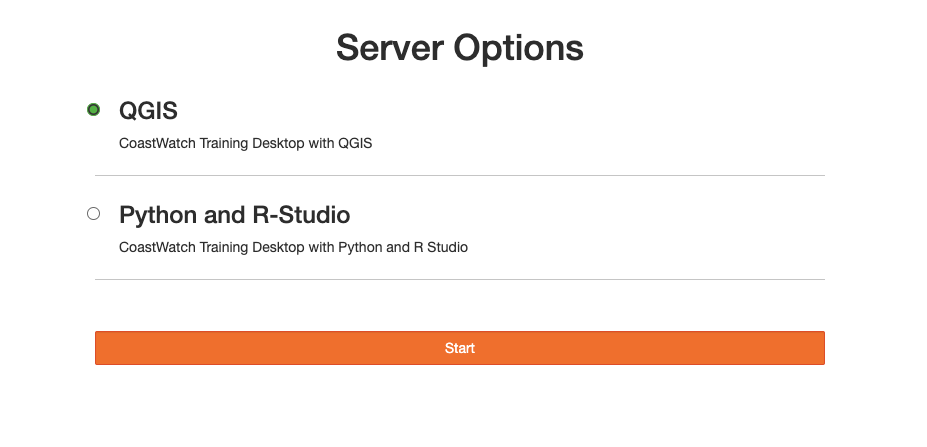 Server Options
QGIS
CoastWatch Training Desktop with QGIS
Python and R-Studio
CoastWatch Training Desktop with Python and R Studio
Start